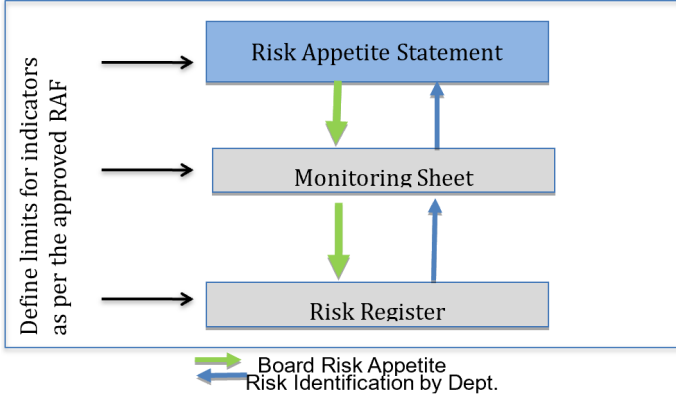 Define limits for indicators
as per the approved RAF
Risk Appetite Statement
Monitoring Sheet
Risk Register
Board Risk Appetite
Risk Identification by Dept.